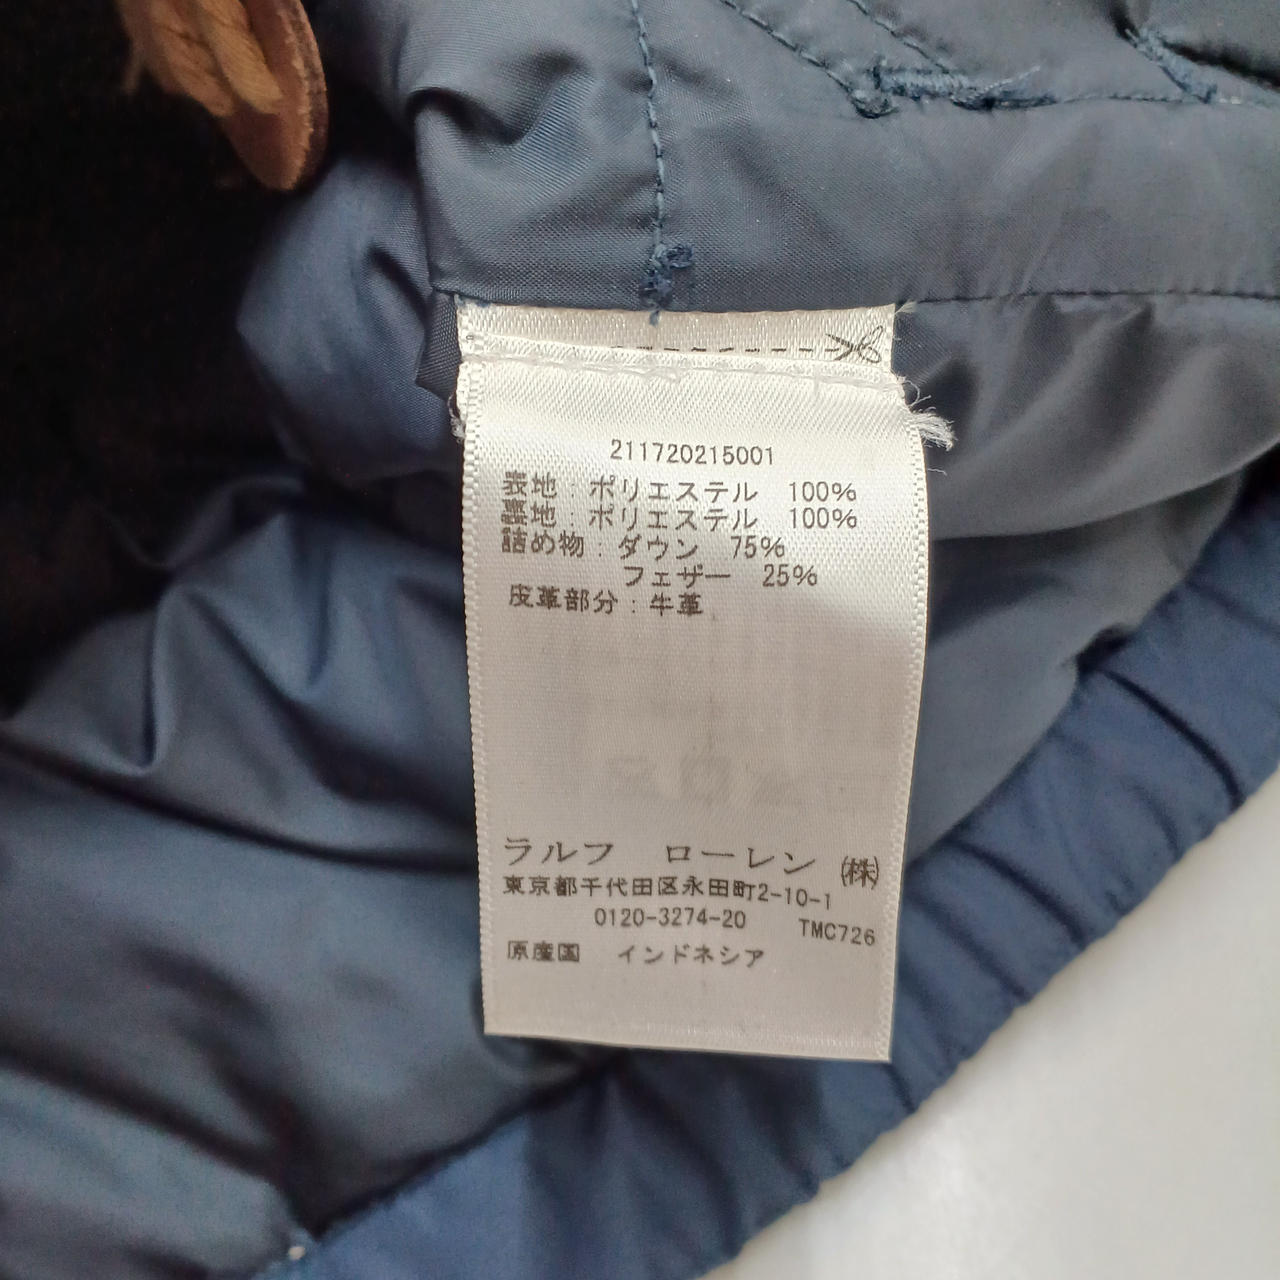 211720215001
表地：ポリエステル 100%
裏地：ポリエステル 100%
詰め物：ダウン 75%
フェザー 25%
皮革部分：牛革
ラルフ ローレン ㈱
東京都千代田区永田町2-10-1
0120-3274-20 TMC726
原産国 インドネシア